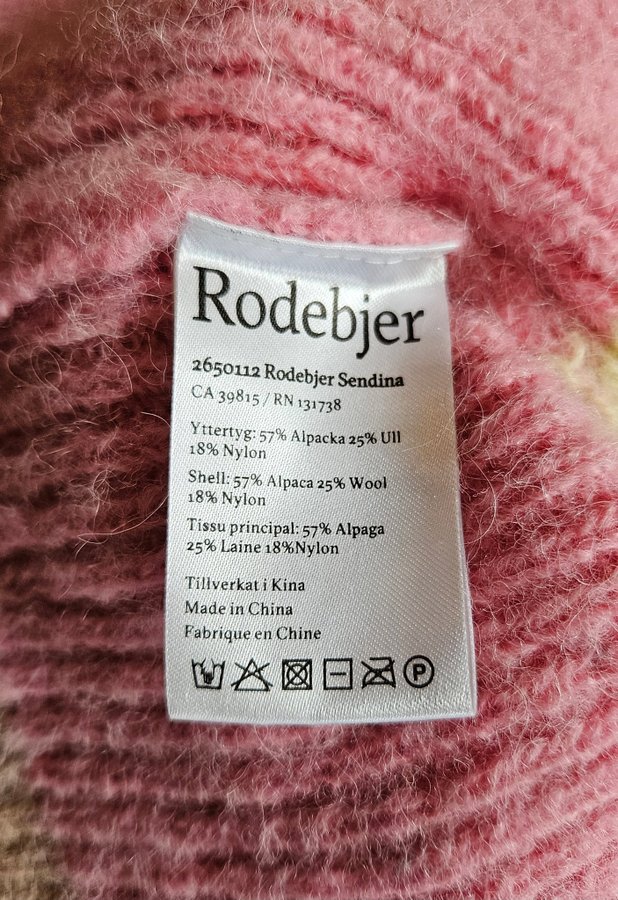 Rodebjer
2650112 Rodebjer Sendina
CA 39815 / RN 131738
Yttertyg: 57% Alpacka 25% Ull
18% Nylon
Shell: 57% Alpaca 25% Wool
18% Nylon
Tissu principal: 57% Alpaga
25% Laine 18%Nylon
Tillverkat i Kina
Made in China
Fabrique en Chine
P